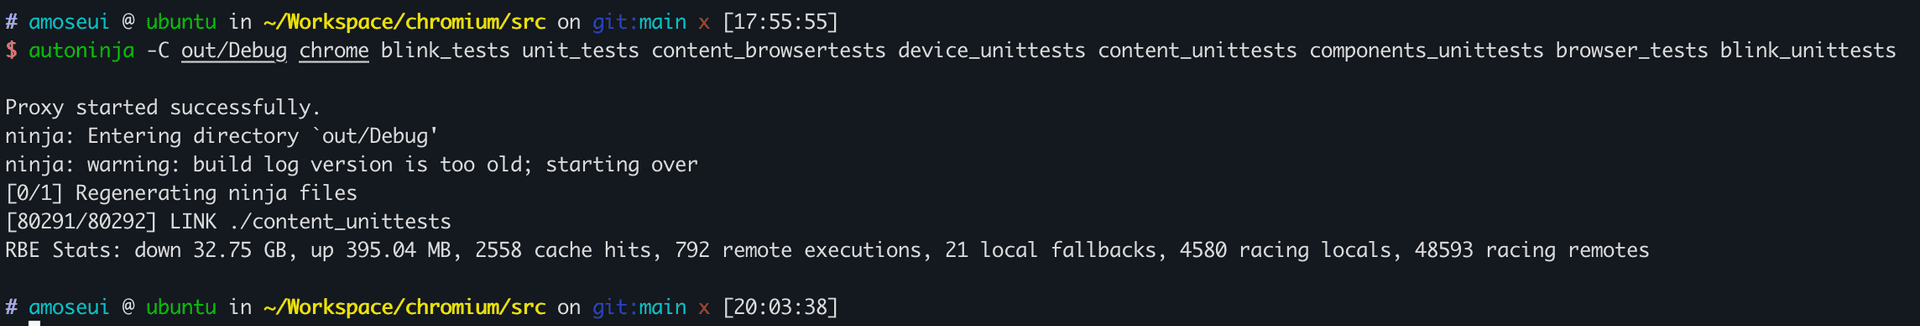 # amoseui @ ubuntu in ~/Workspace/chromium/src on git:main x [17:55:55]
$ autoninja -C out/Debug chrome blink_tests unit_tests content_browsertests device_unittests content_unittests components_unittests browser_tests blink_unittests
Proxy started successfully.
ninja: Entering directory `out/Debug'
ninja: warning: build log version is too old; starting over
[0/1] Regenerating ninja files
[80291/80292] LINK ./content_unittests
RBE Stats: down 32.75 GB, up 395.04 MB, 2558 cache hits, 792 remote executions, 21 local fallbacks, 4580 racing locals, 48593 racing remotes
# amoseui @ ubuntu in ~/Workspace/chromium/src on git:main x [20:03:38]